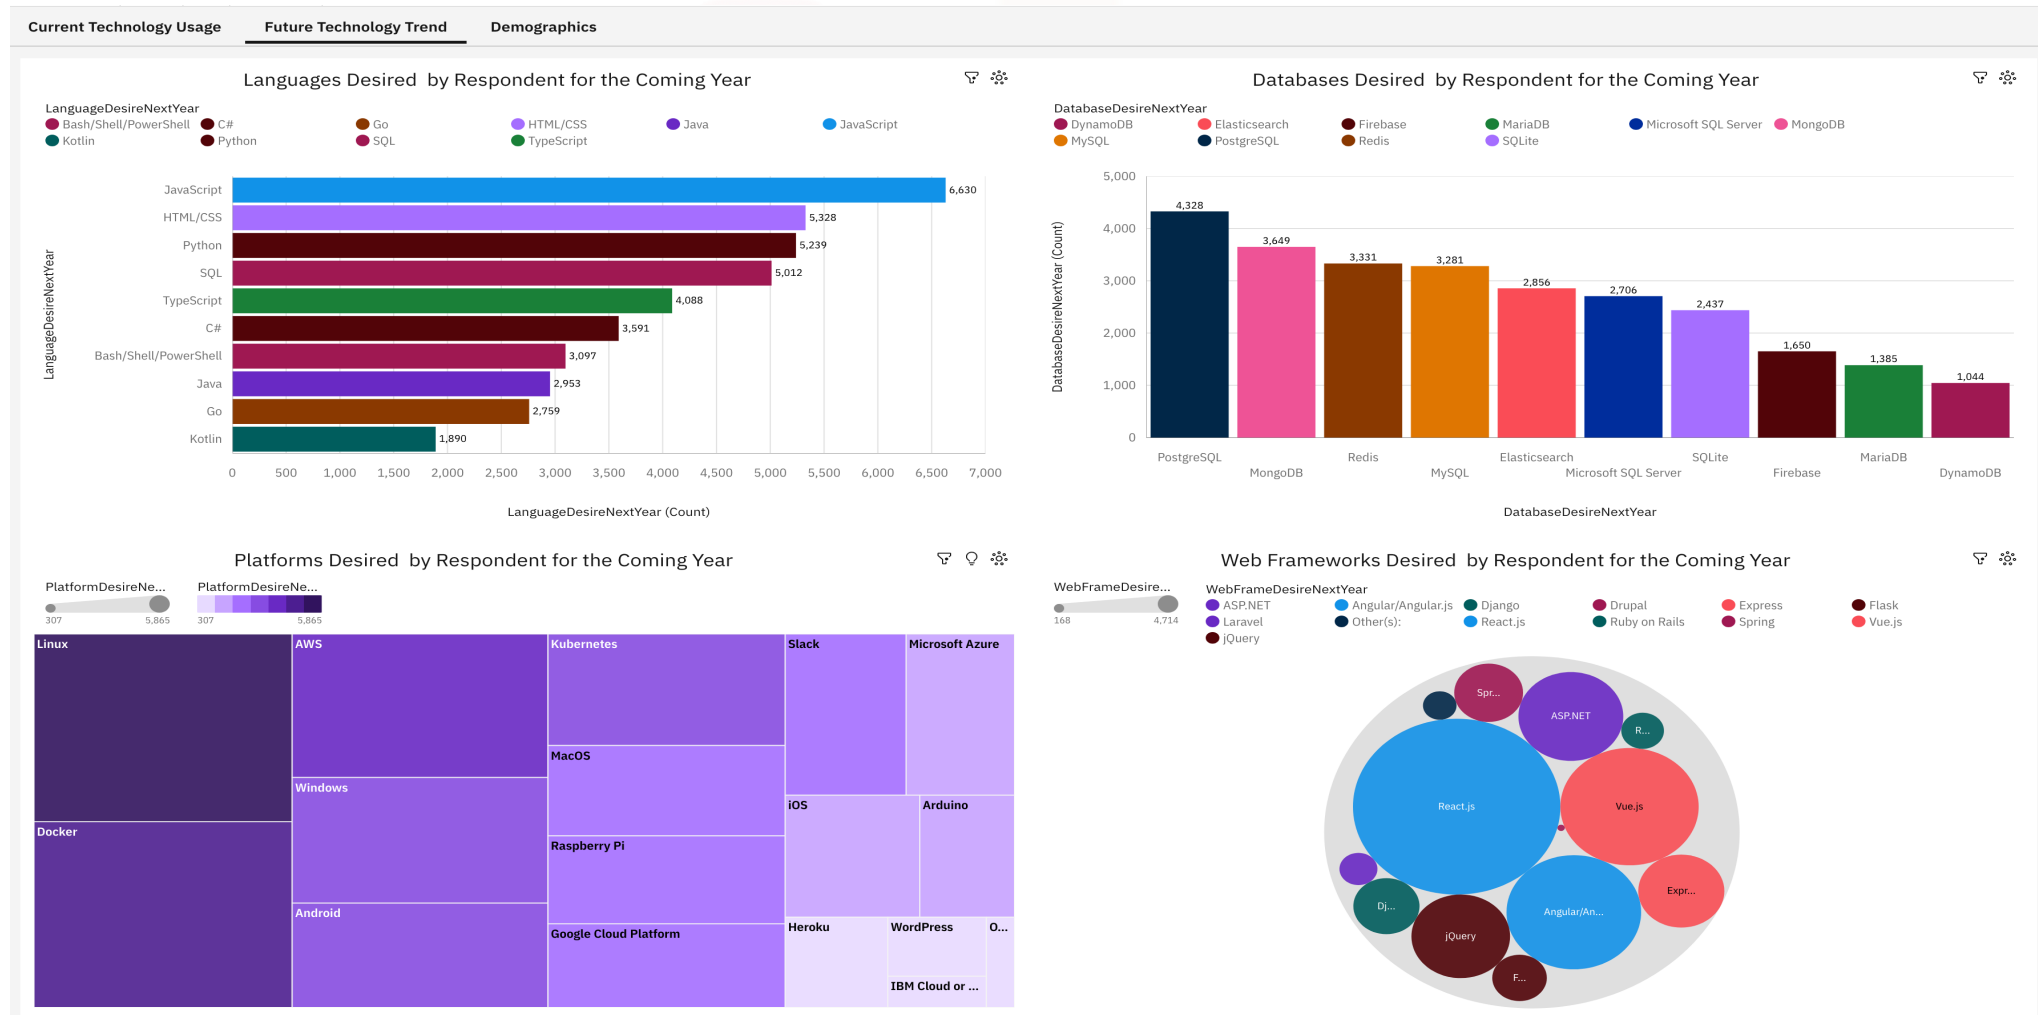 Current Technology Usage Future Technology Trend Demographics
Languages Desired by Respondent for the Coming Year
LanguageDesireNextYear
Bash/Shell/PowerShell C# Go HTML/CSS Java JavaScript
Kotlin Python SQL TypeScript
LanguageDesireNextYear
JavaScript 6,630
HTML/CSS 5,328
Python 5,239
SQL 5,012
TypeScript 4,088
C# 3,591
Bash/Shell/PowerShell 3,097
Java 2,953
Go 2,759
Kotlin 1,890
0 500 1,000 1,500 2,000 2,500 3,000 3,500 4,000 4,500 5,000 5,500 6,000 6,500 7,000
LanguageDesireNextYear (Count)
Databases Desired by Respondent for the Coming Year
DatabaseDesireNextYear
DynamoDB Elasticsearch Firebase MariaDB Microsoft SQL Server MongoDB
MySQL PostgreSQL Redis SQLite
DatabaseDesireNextYear (Count)
5,000
4,000
3,000
2,000
1,000
0
4,328
3,649
3,331
3,281
2,856
2,706
2,437
1,650
1,385
1,044
PostgreSQL Redis Elasticsearch SQLite MariaDB
MongoDB MySQL Microsoft SQL Server Firebase DynamoDB
DatabaseDesireNextYear
Platforms Desired by Respondent for the Coming Year
PlatformDesireNe... PlatformDesireNe...
307 5,865 307 5,865
Linux
Docker
AWS
Windows
Android
Kubernetes
MacOS
Raspberry Pi
Google Cloud Platform
Slack
Microsoft Azure
iOS
Arduino
Heroku
WordPress
O...
IBM Cloud or ...
Web Frameworks Desired by Respondent for the Coming Year
WebFrameDesire... WebFrameDesireNextYear
168 4,714
ASP.NET Angular/Angular.js Django Drupal Express Flask
Laravel Other(s): React.js Ruby on Rails Spring Vue.js
jQuery
Spr...
ASP.NET
R...
React.js
Vue.js
Expr...
Dj...
Angular/An...
jQuery
F...